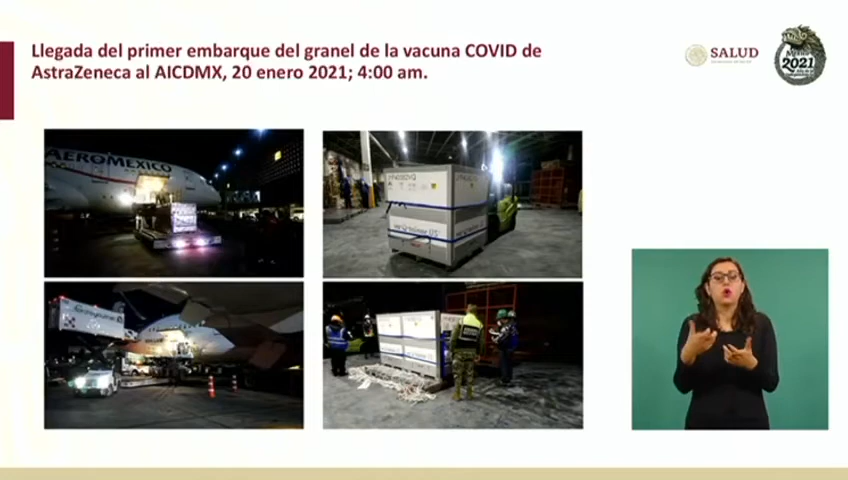 Llegada del primer embarque del granel de la vacuna COVID de
AstraZeneca al AICDMX, 20 enero 2021; 4:00 am.
SALUD
2021
AEROMEXICO